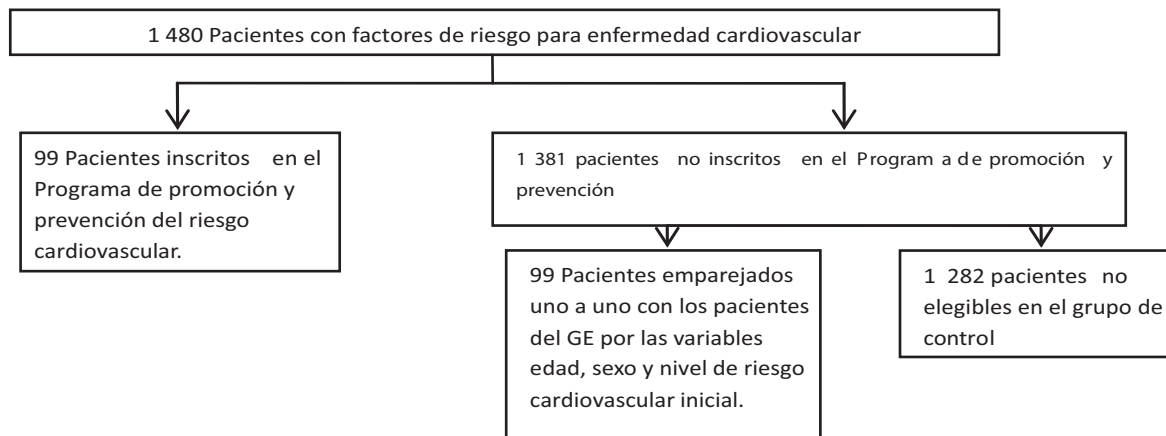 1 480 Pacientes con factores de riesgo para enfermedad cardiovascular
99 Pacientes inscritos en el
Programa de promoción y
prevención del riesgo
cardiovascular.
1 381 pacientes no inscritos en el Program a de promoción y
prevención
99 Pacientes emparejados
uno a uno con los pacientes
del GE por las variables
edad, sexo y nivel de riesgo
cardiovascular inicial.
1 282 pacientes no
elegibles en el grupo de
control